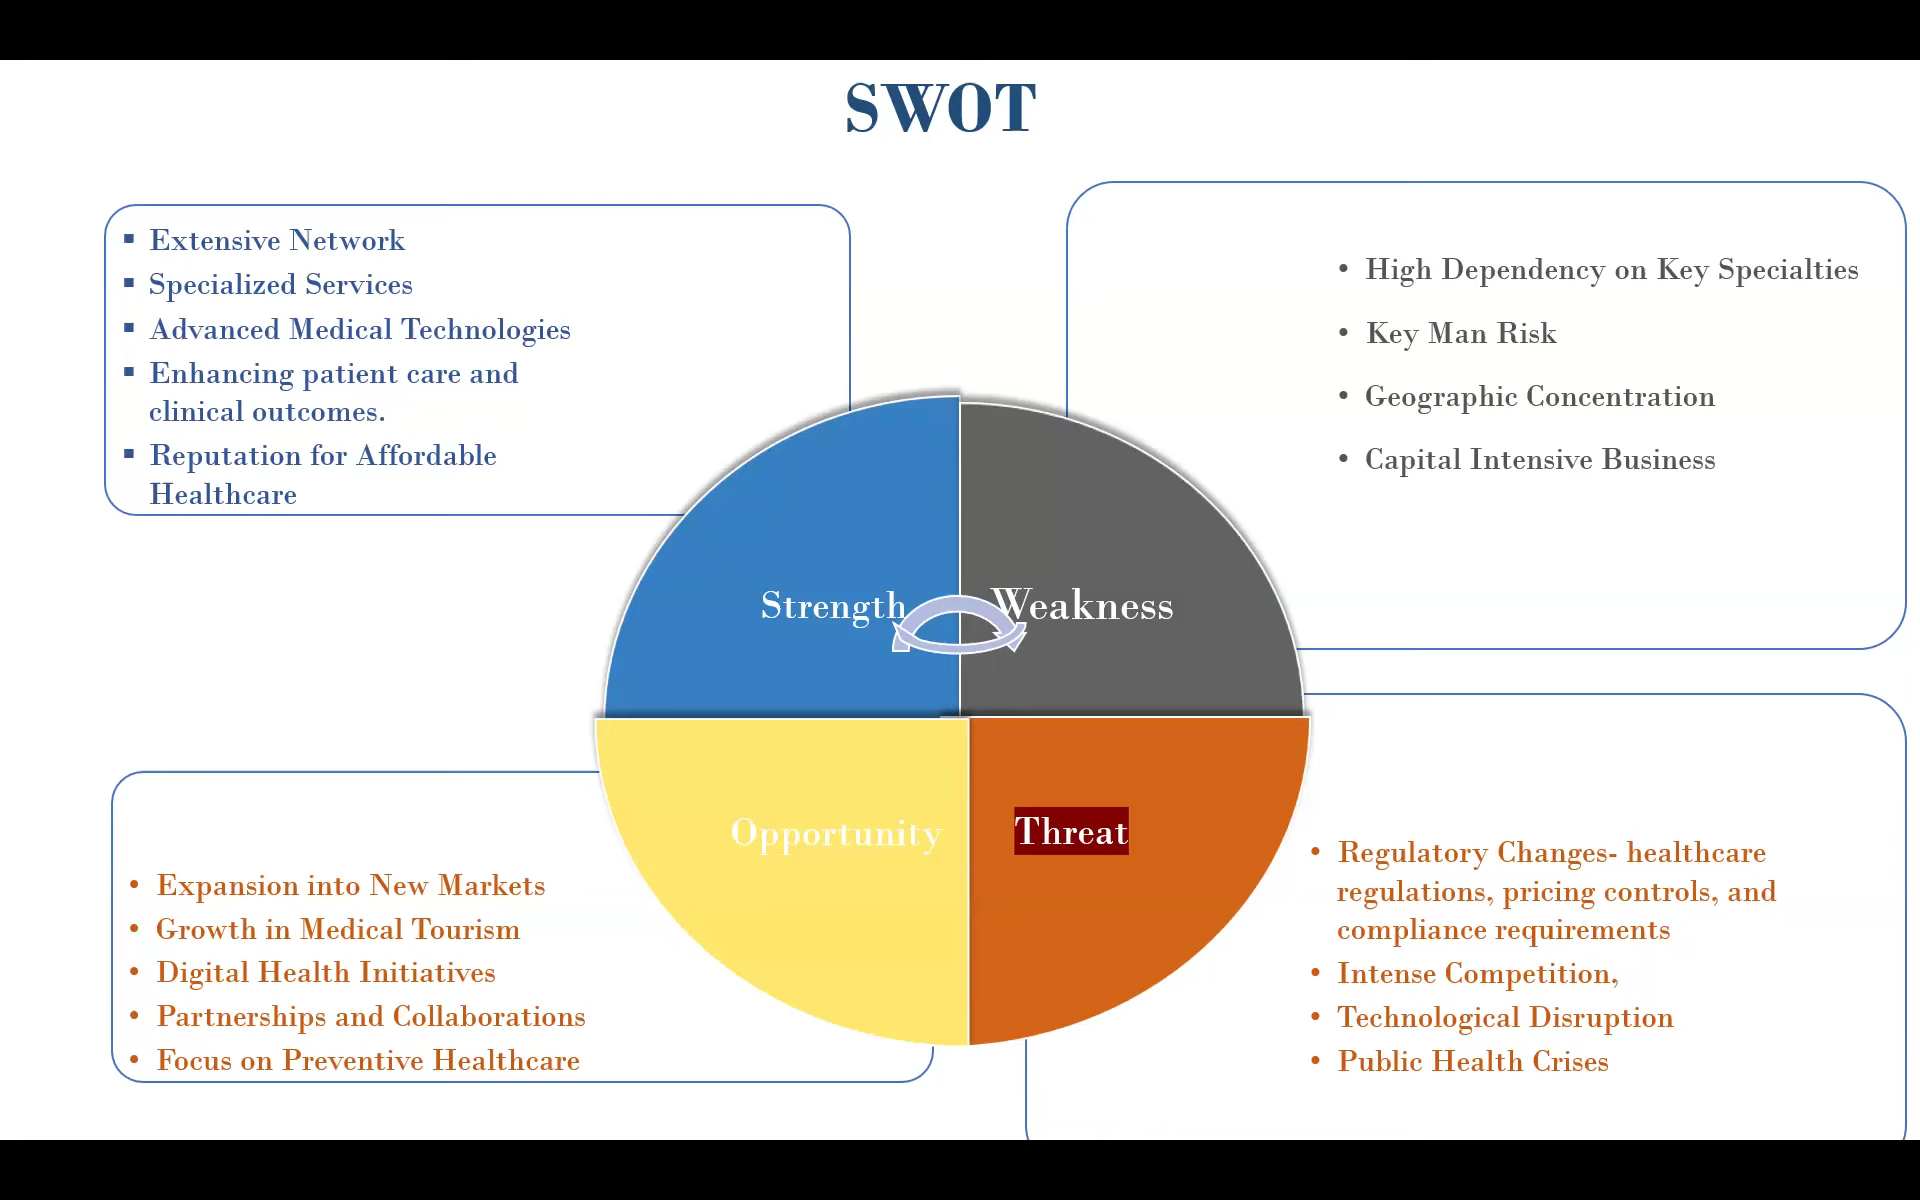 SWOT
▪ Extensive Network
▪ Specialized Services
▪ Advanced Medical Technologies
▪ Enhancing patient care and
clinical outcomes.
▪ Reputation for Affordable
Healthcare
• High Dependency on Key Specialties
• Key Man Risk
• Geographic Concentration
• Capital Intensive Business
Strength
Weakness
Opportunity
Threat
• Expansion into New Markets
• Growth in Medical Tourism
• Digital Health Initiatives
• Partnerships and Collaborations
• Focus on Preventive Healthcare
• Regulatory Changes- healthcare
regulations, pricing controls, and
compliance requirements
• Intense Competition,
• Technological Disruption
• Public Health Crises